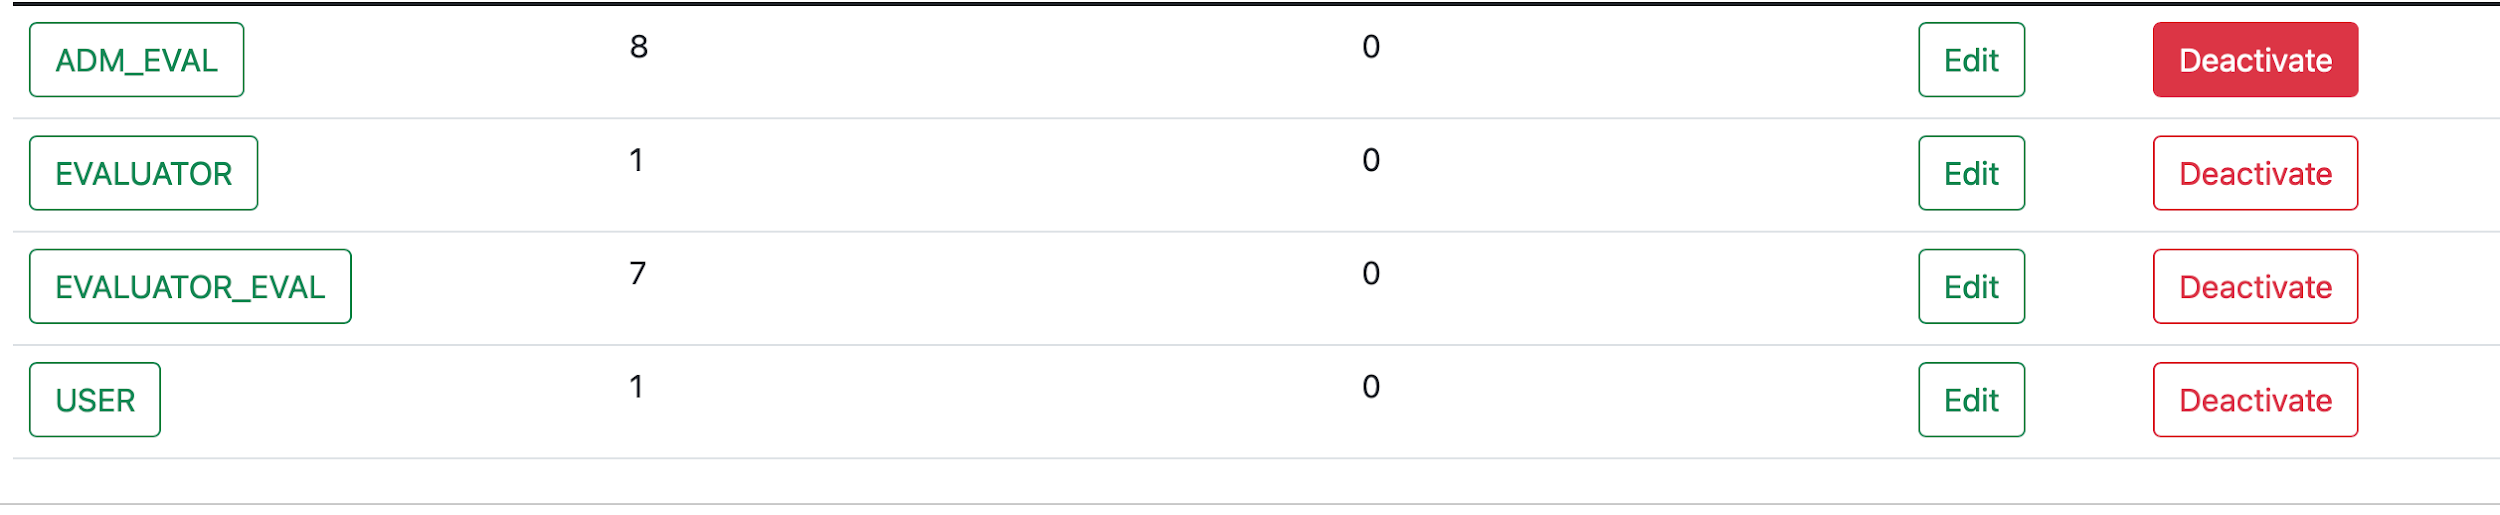 ADM_EVAL 8 0 Edit Deactivate
EVALUATOR 1 0 Edit Deactivate
EVALUATOR_EVAL 7 0 Edit Deactivate
USER 1 0 Edit Deactivate